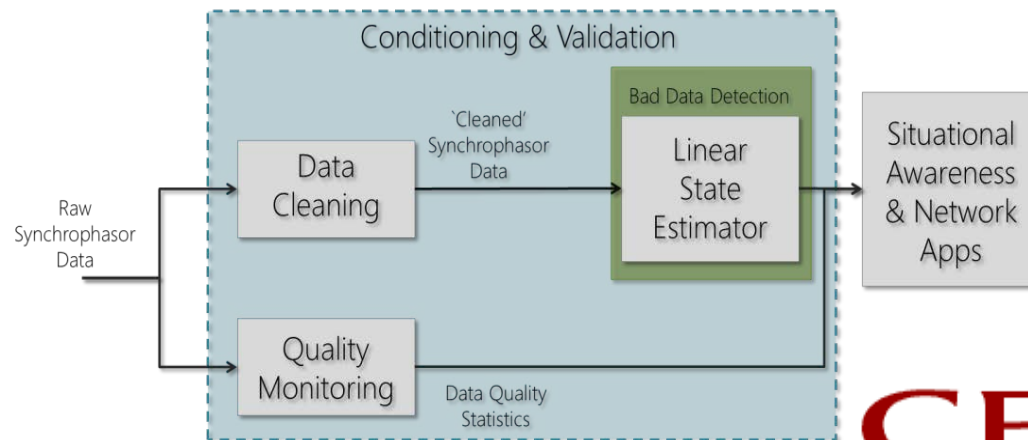 Conditioning & Validation
Bad Data Detection
`Cleaned'
Synchrophasor
Data
Data
Cleaning
Linear
State
Estimator
Situational
Awareness
& Network
Apps
Raw
Synchrophasor
Data
Quality
Monitoring
Data Quality
Statistics